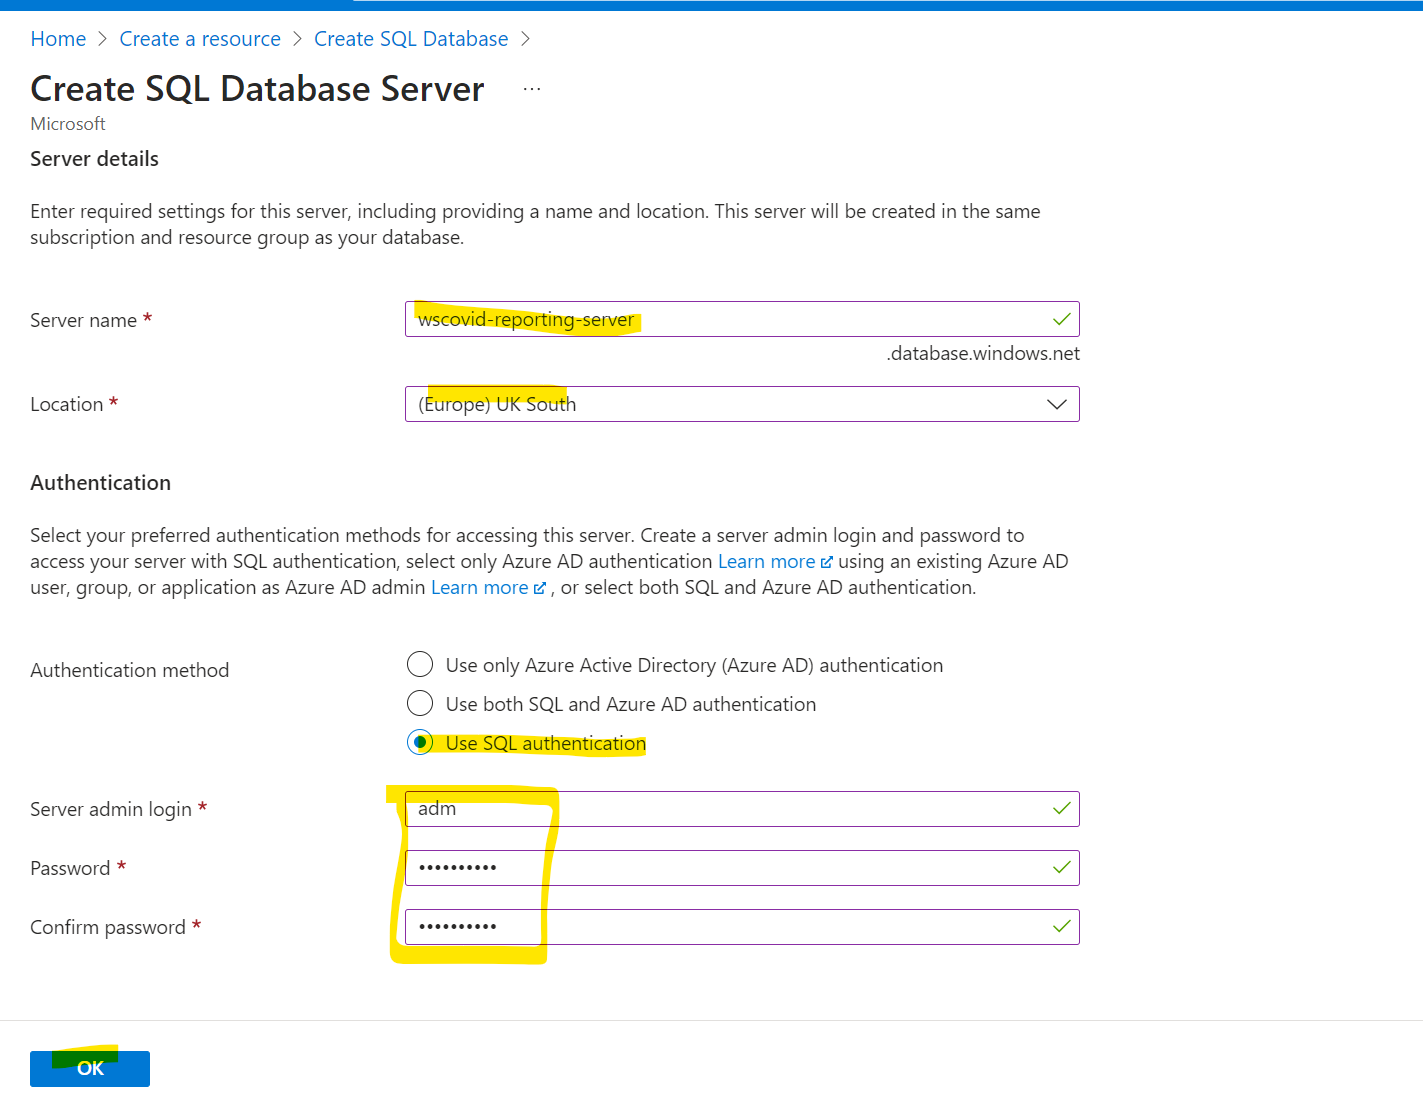 Home > Create a resource > Create SQL Database >
Create SQL Database Server ...
Microsoft
Server details
Enter required settings for this server, including providing a name and location. This server will be created in the same
subscription and resource group as your database.
Server name *
wscovid-reporting-server
.database.windows.net
Location *
(Europe) UK South
Authentication
Select your preferred authentication methods for accessing this server. Create a server admin login and password to
access your server with SQL authentication, select only Azure AD authentication Learn more using an existing Azure AD
user, group, or application as Azure AD admin Learn more , or select both SQL and Azure AD authentication.
Authentication method
Use only Azure Active Directory (Azure AD) authentication
Use both SQL and Azure AD authentication
Use SQL authentication
Server admin login *
adm
Password *
••••••••••
Confirm password *
••••••••••
OK